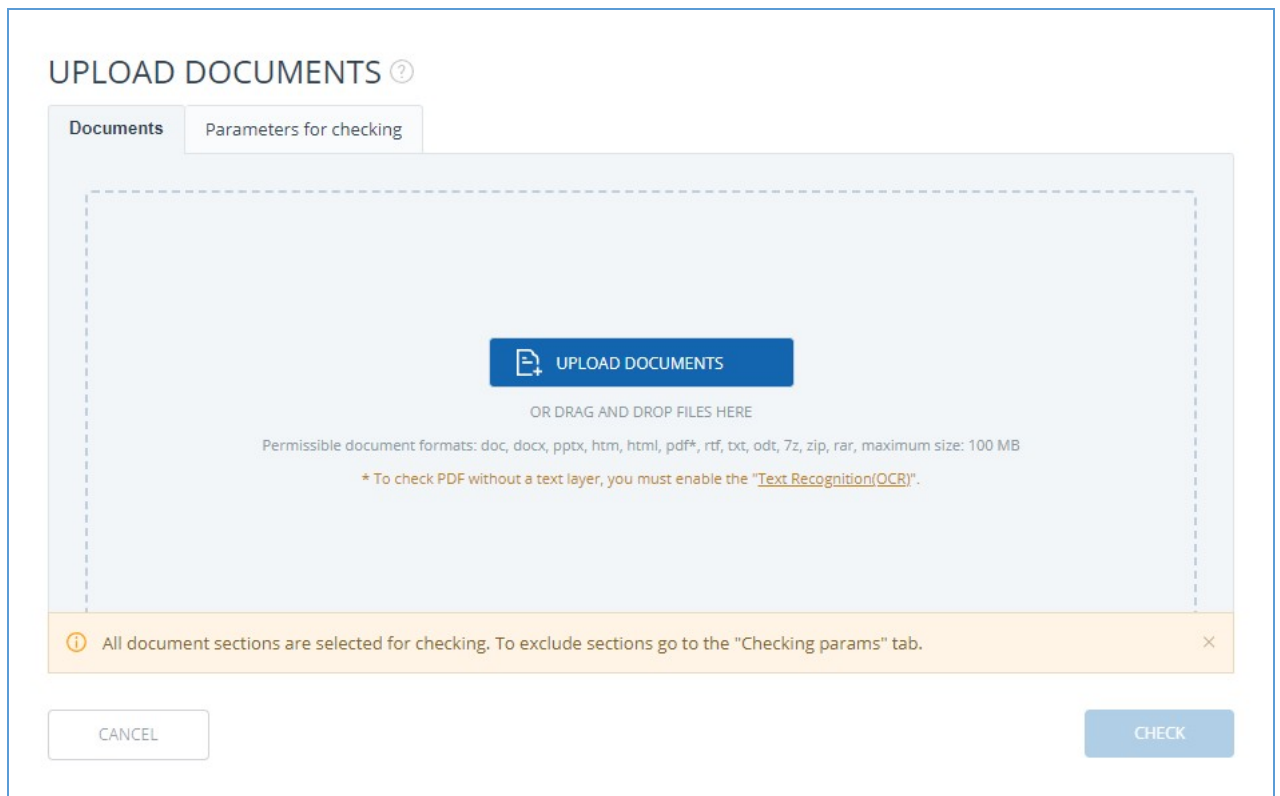 UPLOAD DOCUMENTS ?
Documents
Parameters for checking
UPLOAD DOCUMENTS
OR DRAG AND DROP FILES HERE
Permissible document formats: doc, docx, pptx, htm, html, pdf*, rtf, txt, odt, 7z, zip, rar, maximum size: 100 MB
* To check PDF without a text layer, you must enable the "Text Recognition(OCR)".
All document sections are selected for checking. To exclude sections go to the "Checking params" tab.
CANCEL
CHECK